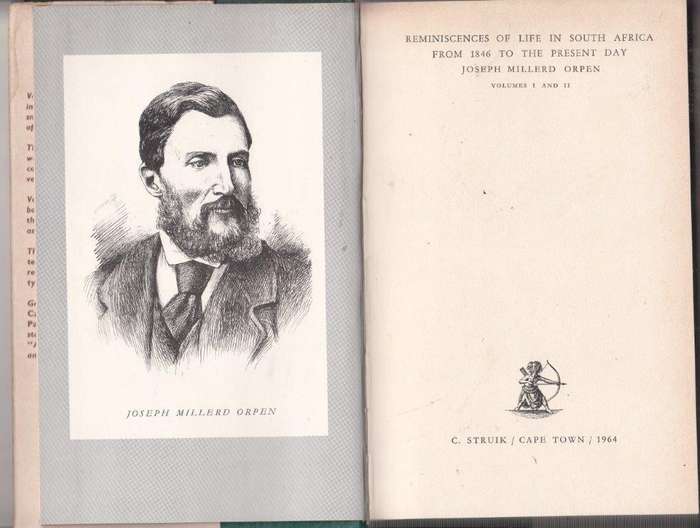 JOSEPH MILLERD ORPEN
REMINISCENCES OF LIFE IN SOUTH AFRICA
FROM 1846 TO THE PRESENT DAY
JOSEPH MILLERD ORPEN
VOLUMES I AND II
C. STRUIK / CAPE TOWN / 1964